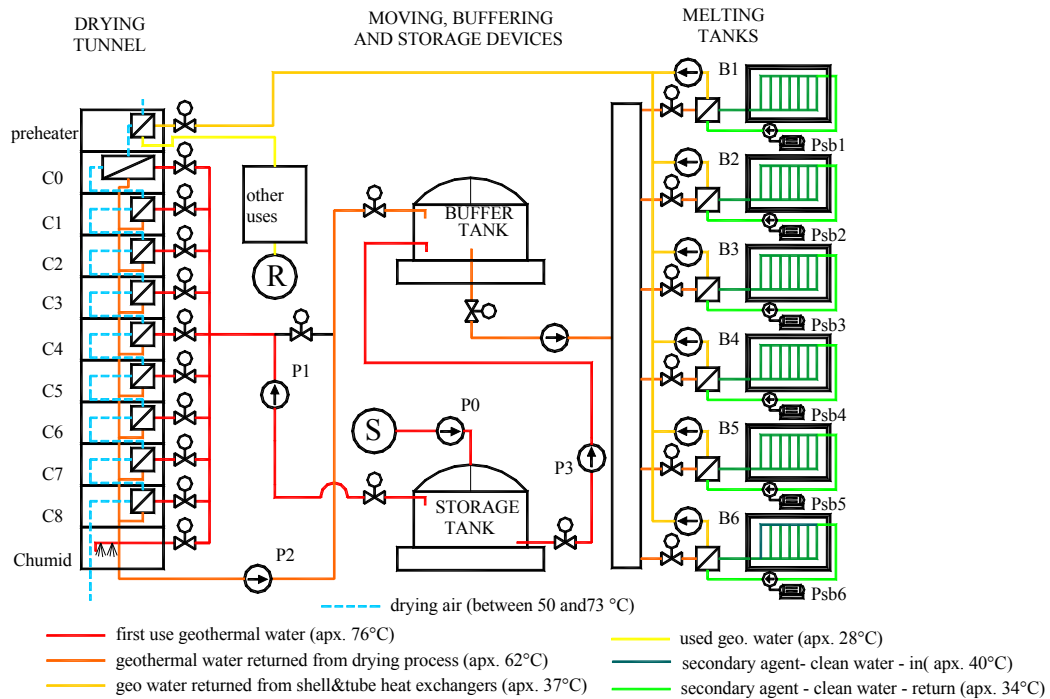 DRYING
TUNNEL
MOVING, BUFFERING
AND STORAGE DEVICES
MELTING
TANKS
preheater
C0
C1
C2
C3
C4
C5
C6
C7
C8
Chumid
other
uses
R
BUFFER
TANK
P1
S
P0
P3
STORAGE
TANK
P2
B1
Psb1
B2
Psb2
B3
Psb3
B4
Psb4
B5
Psb5
B6
Psb6
drying air (between 50 and73 °C)
first use geothermal water (apx. 76°C)
geothermal water returned from drying process (apx. 62°C)
geo water returned from shell&tube heat exchangers (apx. 37°C)
used geo. water (apx. 28°C)
secondary agent- clean water - in( apx. 40°C)
secondary agent - clean water - return (apx. 34°C)